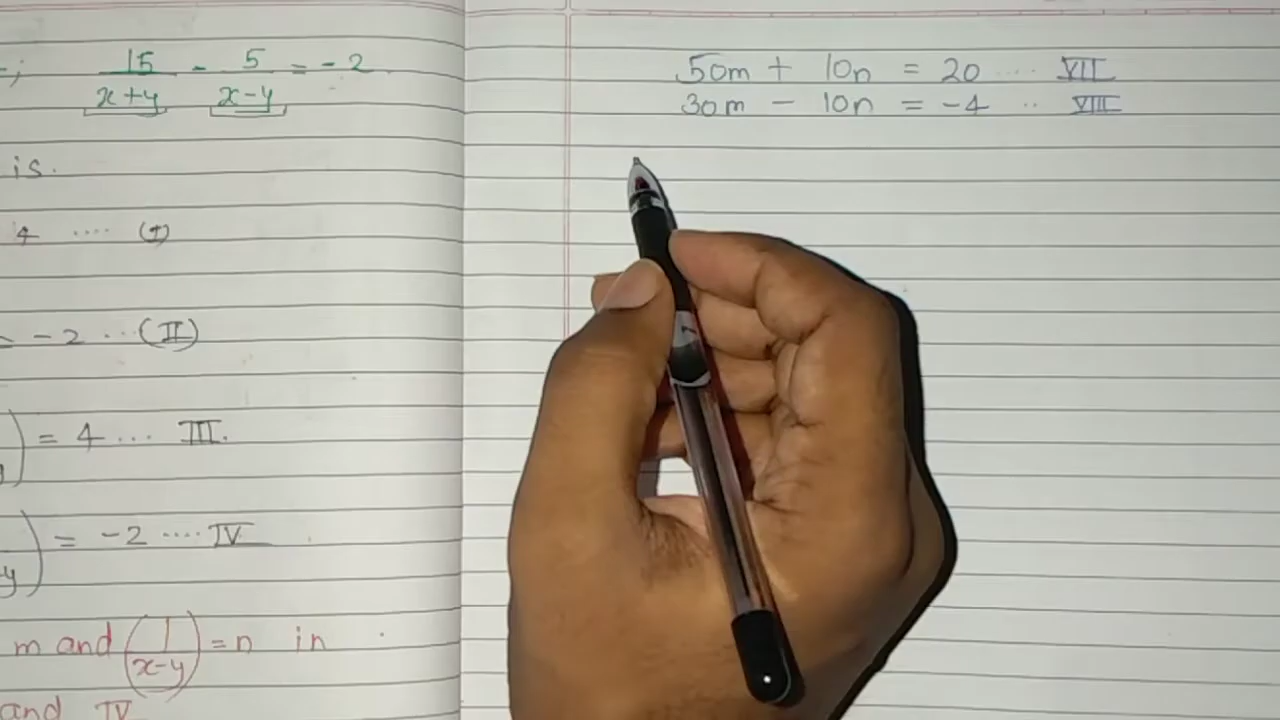 15/(x+y) - 5/(x-y) = -2
is.
4 .... (I)
= -2 ... (II)
) = 4 ... III.
) = -2 .... IV
m and (1/(x-y)) = n in
and IV
50m + 10n = 20 .... VII
30m - 10n = -4 .. VIII